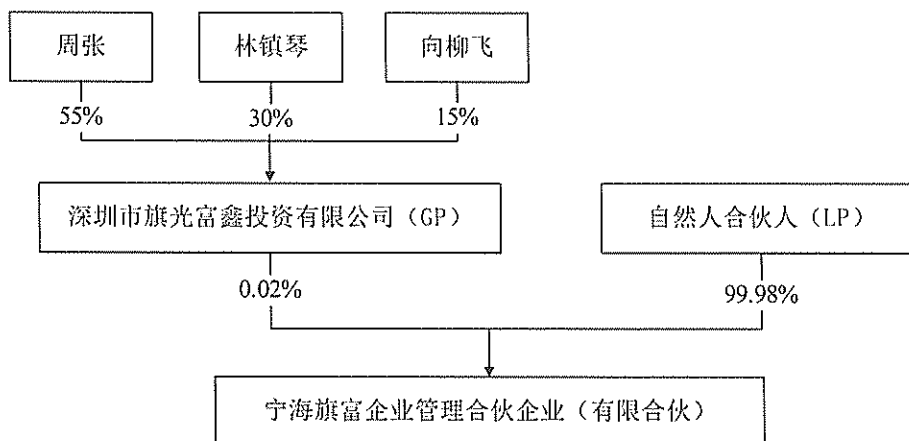 周张
林镇琴
向柳飞
55%
30%
15%
深圳市旗光富鑫投资有限公司（GP）
自然人合伙人（LP）
0.02%
99.98%
宁海旗富企业管理合伙企业（有限合伙）